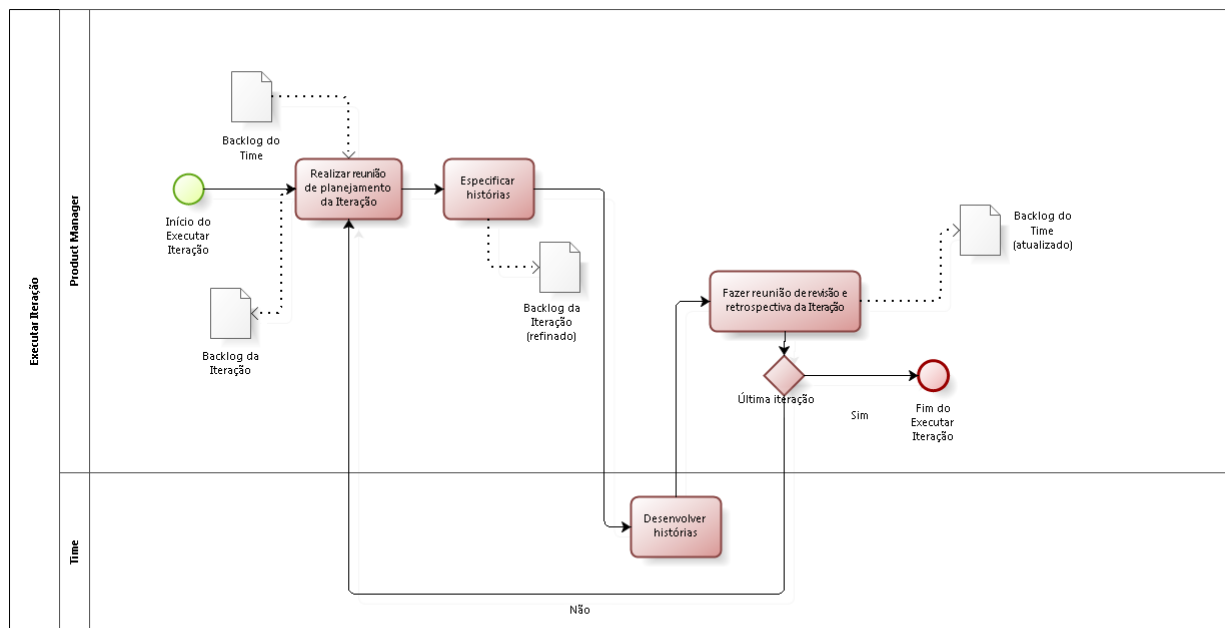 Executar Iteração
Product Manager
Time
Backlog do
Time
Início do
Executar
Iteração
Realizar reunião
de planejamento
da Iteração
Backlog da
Iteração
Especificar
histórias
Backlog da
Iteração
(refinado)
Fazer reunião de revisão e
retrospectiva da Iteração
Backlog do
Time
(atualizado)
Última iteração
Sim
Fim do
Executar
Iteração
Desenvolver
histórias
Não